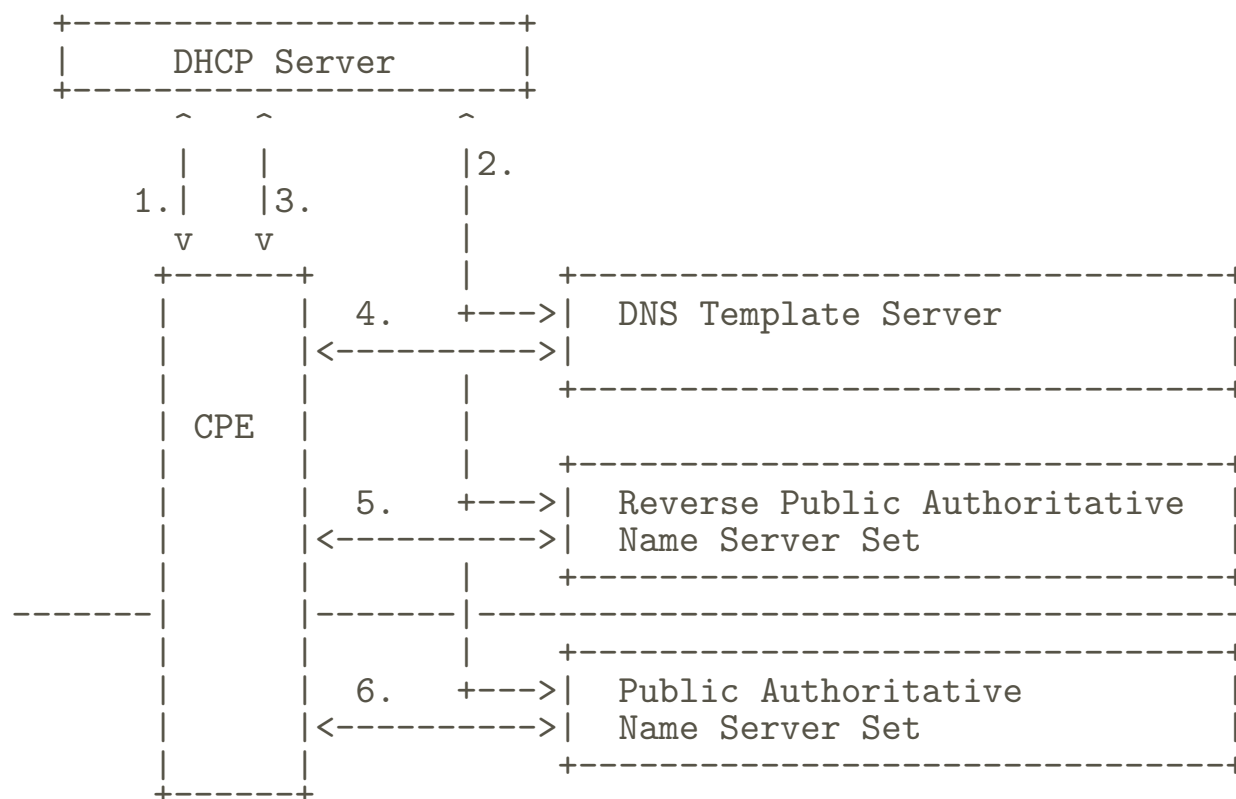 DHCP Server
2.
1. 3.
4. DNS Template Server
CPE
5. Reverse Public Authoritative
Name Server Set
6. Public Authoritative
Name Server Set